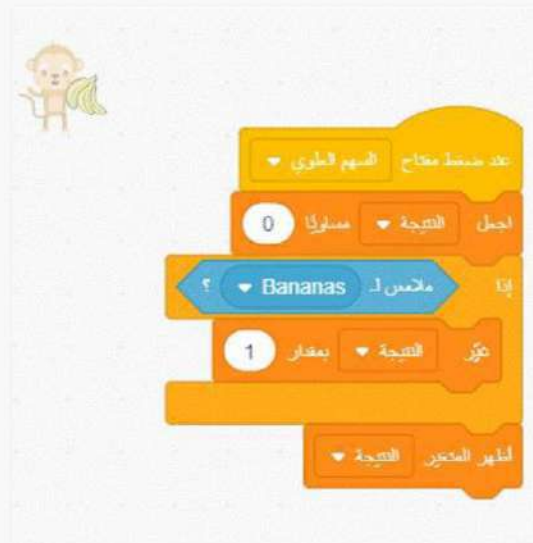 عند ضغط مفتاح السهم العلوي
اجعل النتيجة مساويًا 0
إذا ملامس لـ Bananas ؟
غيّر النتيجة بمقدار 1
أظهر المتغير النتيجة